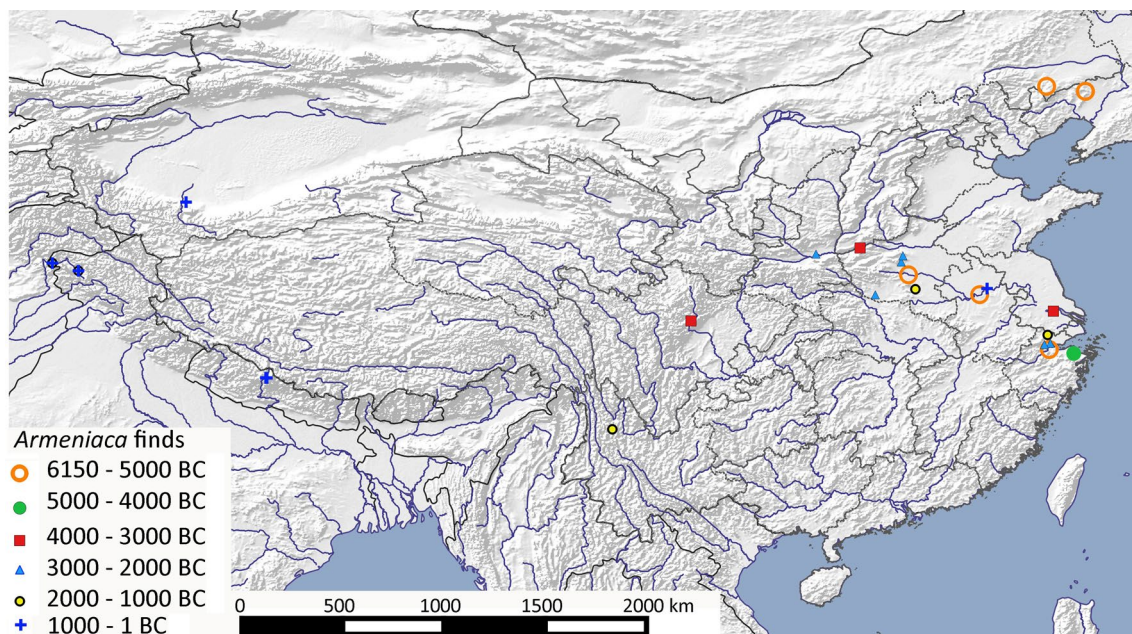 Armeniaca finds
6150 - 5000 BC
5000 - 4000 BC
4000 - 3000 BC
3000 - 2000 BC
2000 - 1000 BC
1000 - 1 BC
0 500 1000 1500 2000 km